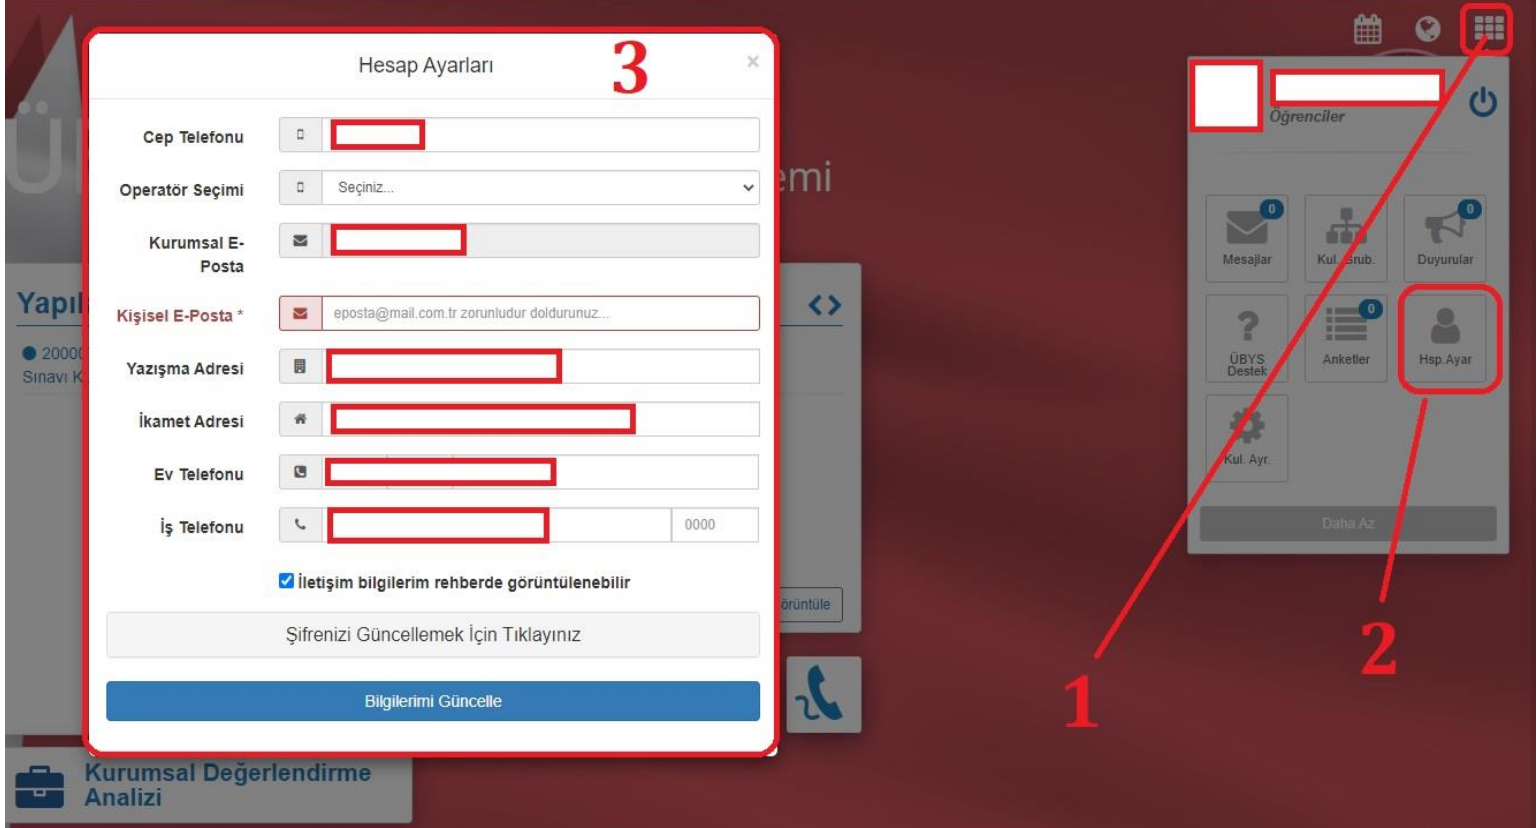 Hesap Ayarları
3
×
Cep Telefonu
Operatör Seçimi
Seçiniz...
Kurumsal E-
Posta
Kişisel E-Posta *
eposta@mail.com.tr zorunludur doldurunuz...
Yazışma Adresi
İkamet Adresi
Ev Telefonu
İş Telefonu
0000
İletişim bilgilerim rehberde görüntülenebilir
Şifrenizi Güncellemek İçin Tıklayınız
Bilgilerimi Güncelle
Kurumsal Değerlendirme
Analizi
Öğrenciler
0
0
Mesajlar
Duyurular
0
ÜBYS
Destek
Anketler
Hsp.Ayar
Kul. Ayr.
Daha Az
1
2